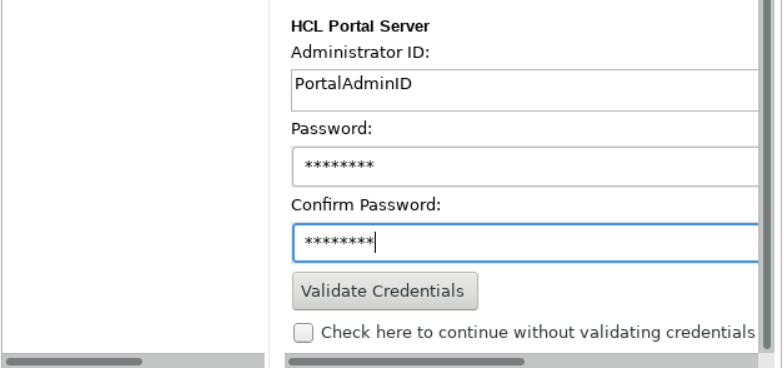 HCL Portal Server
Administrator ID:
PortalAdminID
Password:
********
Confirm Password:
********
Validate Credentials
Check here to continue without validating credentials